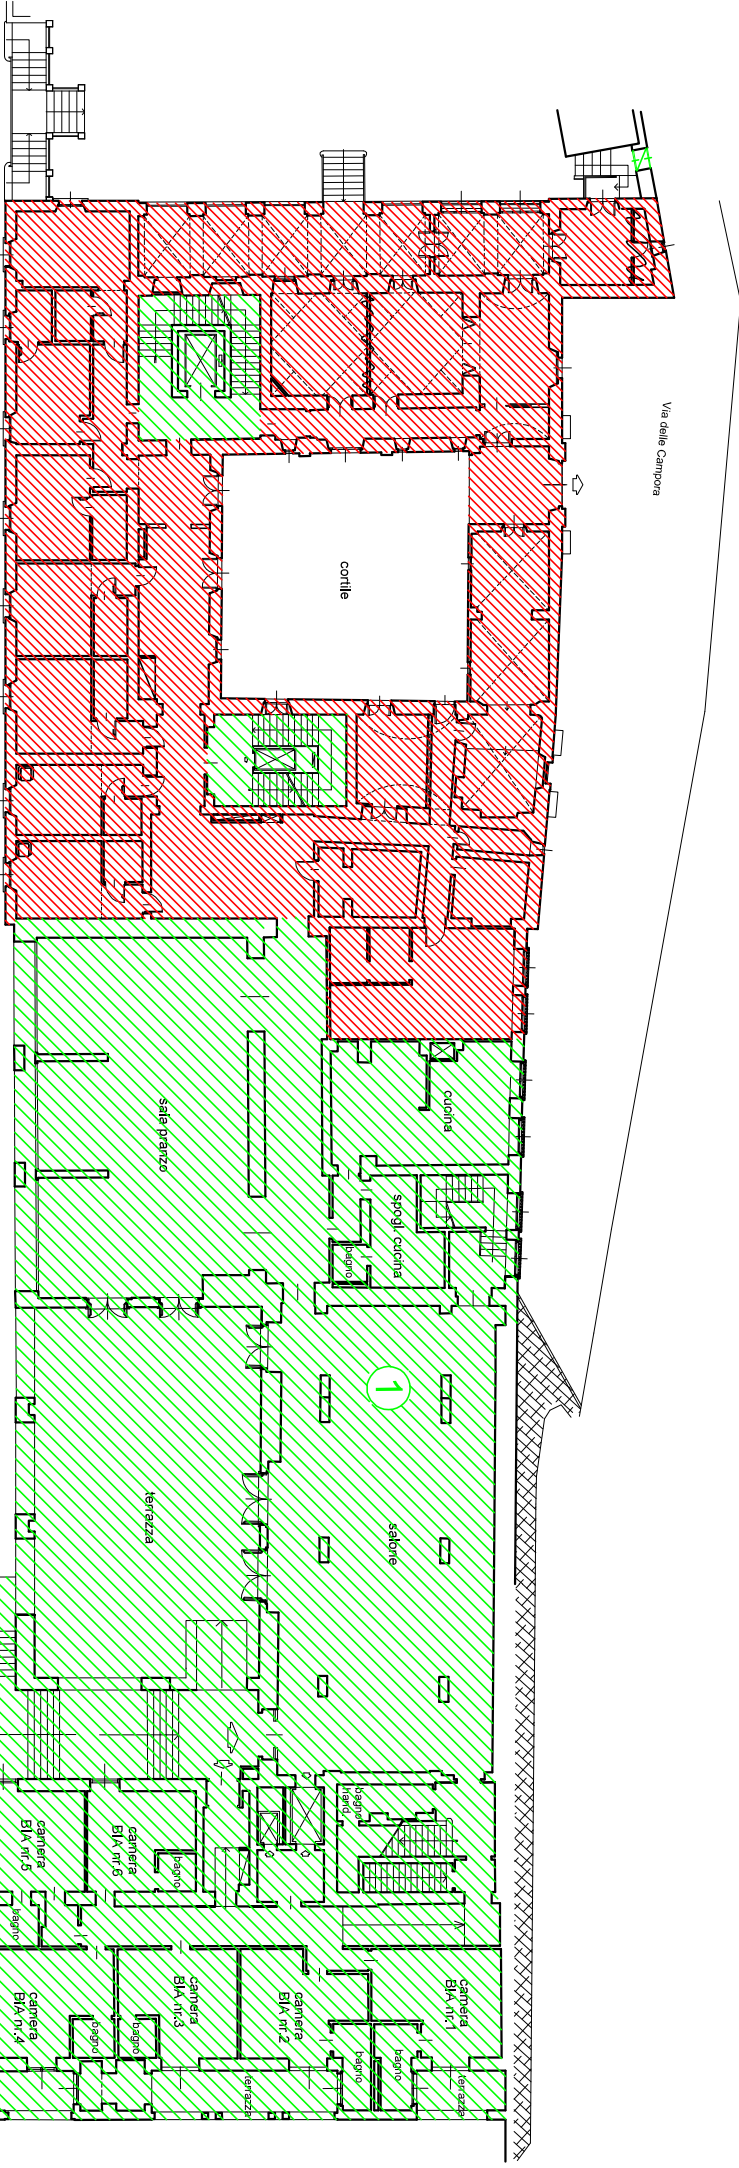 Via delle Campora
cortile
cucina
sala pranzo
spogl. cucina
bagno
1
terrazza
salone
bagno
hand.
camera
BIA nr.5
camera
BIA nr.6
bagno
bagno
camera
BIA nr.4
camera
BIA nr.3
camera
BIA nr.2
camera
BIA nr.1
bagno
bagno
bagno
bagno
terrazza
terrazza